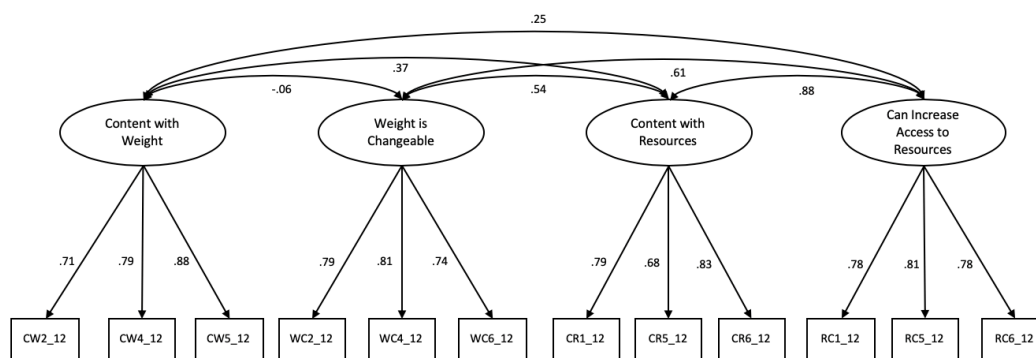 .25
.37
.61
-.06
.54
.88
Content with
Weight
Weight is
Changeable
Content with
Resources
Can Increase
Access to
Resources
.71
.79
.88
.79
.81
.74
.79
.68
.83
.78
.81
.78
CW2_12
CW4_12
CW5_12
WC2_12
WC4_12
WC6_12
CR1_12
CR5_12
CR6_12
RC1_12
RC5_12
RC6_12